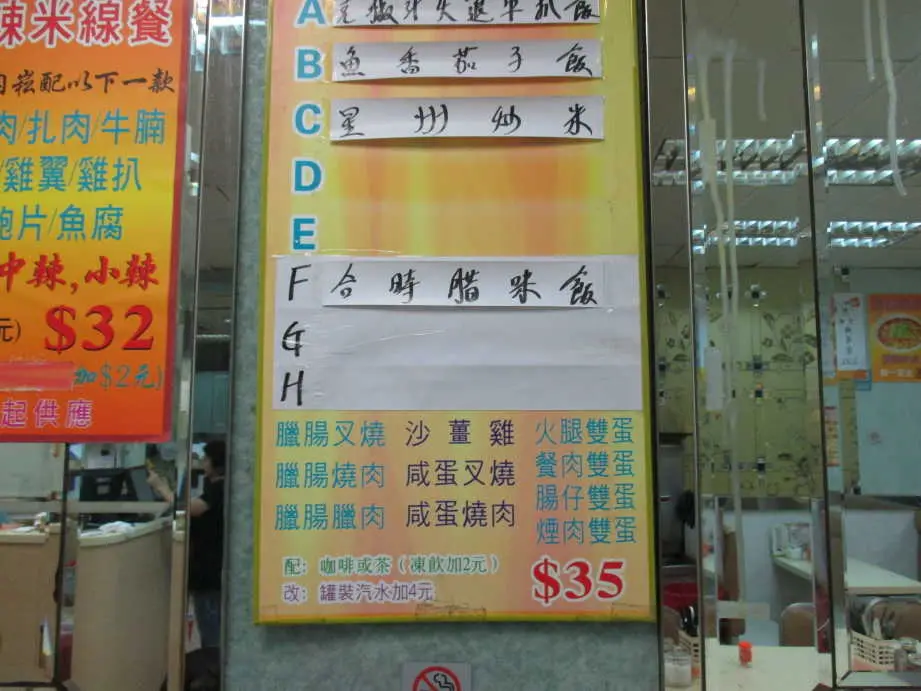 辣米線餐
配以下一款
肉/扎肉/牛腩
/雞翼/雞扒
片/魚腐
中辣,小辣
元) $32
加$2元)
起供應
A
B 魚香茄子飯
C 星州炒米
D
E
F 合時腊味飯
G
H
臘腸叉燒 沙薑雞 火腿雙蛋
臘腸燒肉 咸蛋叉燒 餐肉雙蛋
臘腸臘肉 咸蛋燒肉 腸仔雙蛋
煙肉雙蛋
配: 咖啡或茶(凍飲加2元)
改: 罐裝汽水加4元
$35